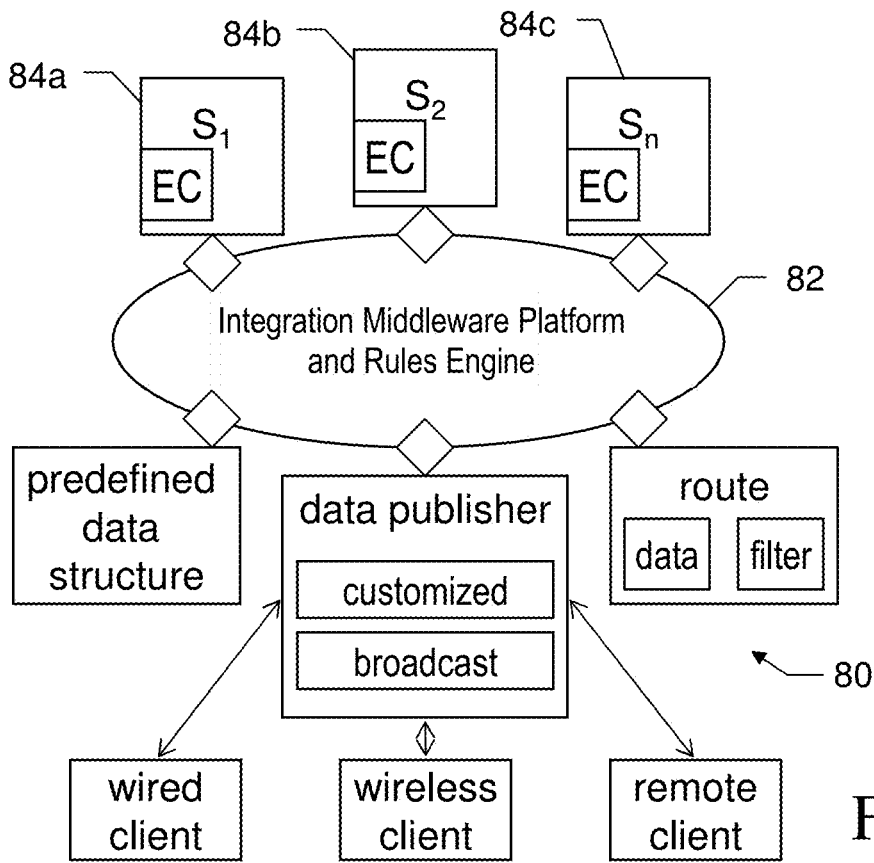 84a
84b
84c
S1
S2
Sn
EC
EC
EC
82
Integration Middleware Platform
and Rules Engine
predefined
data
structure
data publisher
customized
broadcast
route
data
filter
80
wired
client
wireless
client
remote
client
F